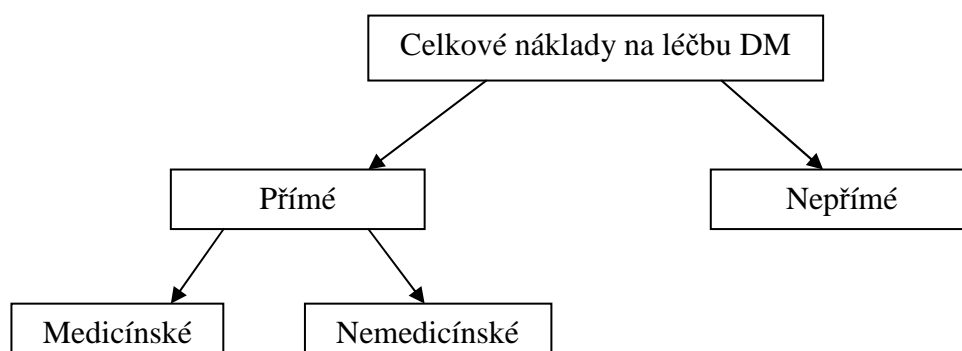 Celkové náklady na léčbu DM
Přímé
Nepřímé
Medicínské
Nemedicínské